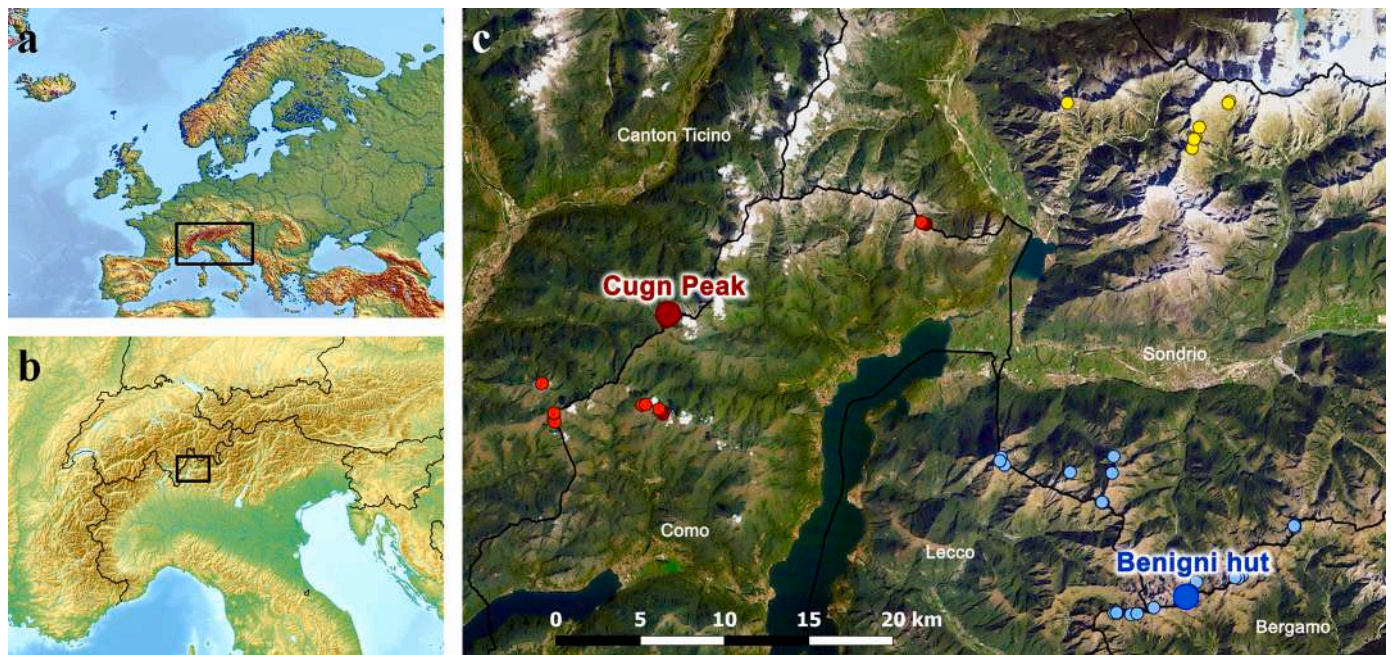 a
b
c
Canton Ticino
Cugn Peak
Sondrio
Como
Lecco
Benigni hut
Bergamo
0 5 10 15 20 km